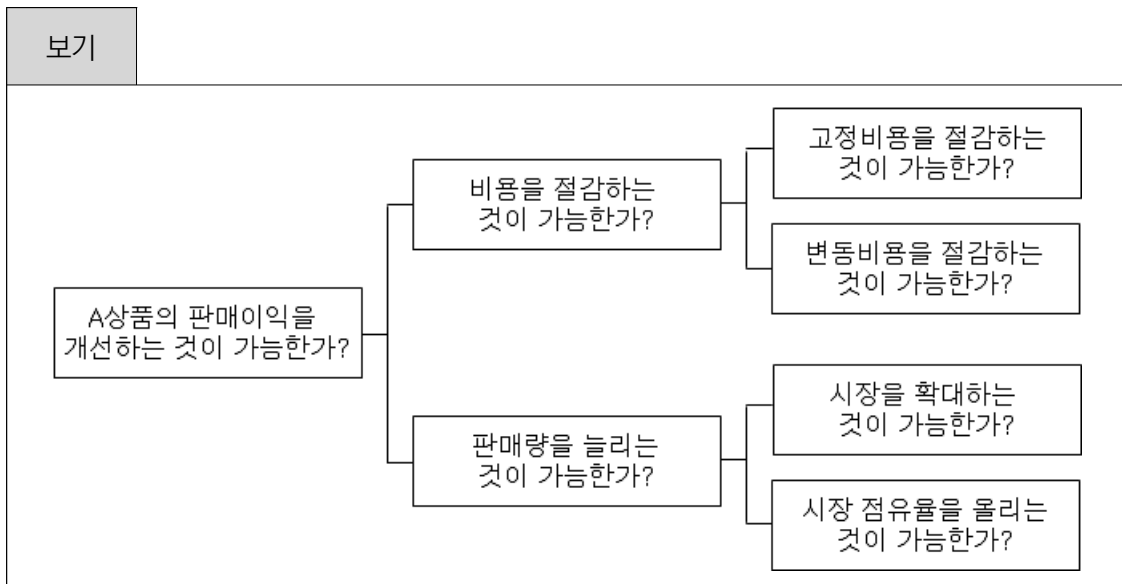 보기
고정비용을 절감하는
것이 가능한가?
비용을 절감하는
것이 가능한가?
변동비용을 절감하는
것이 가능한가?
A상품의 판매이익을
개선하는 것이 가능한가?
시장을 확대하는
것이 가능한가?
판매량을 늘리는
것이 가능한가?
시장 점유율을 올리는
것이 가능한가?